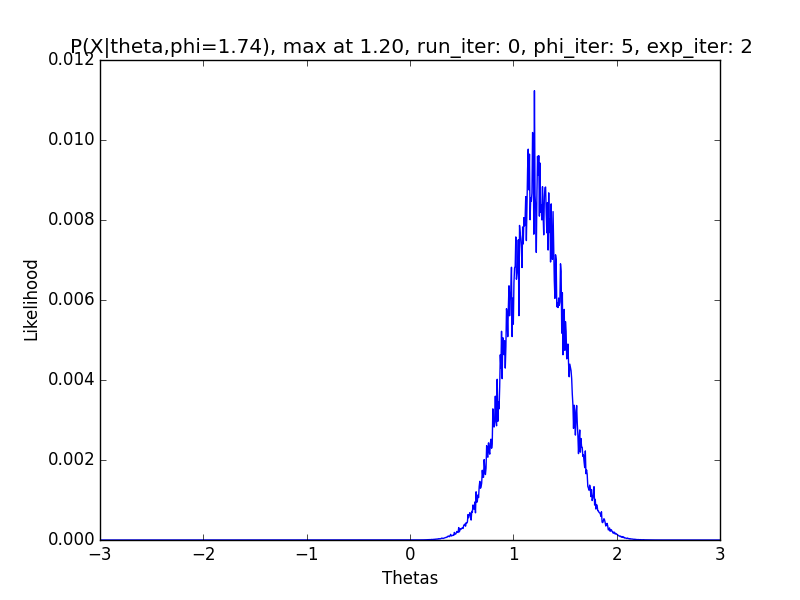 P(X|theta,phi=1.74), max at 1.20, run_iter: 0, phi_iter: 5, exp_iter: 2
0.012
0.010
0.008
0.006
0.004
0.002
0.000
Likelihood
−3 −2 −1 0 1 2 3
Thetas